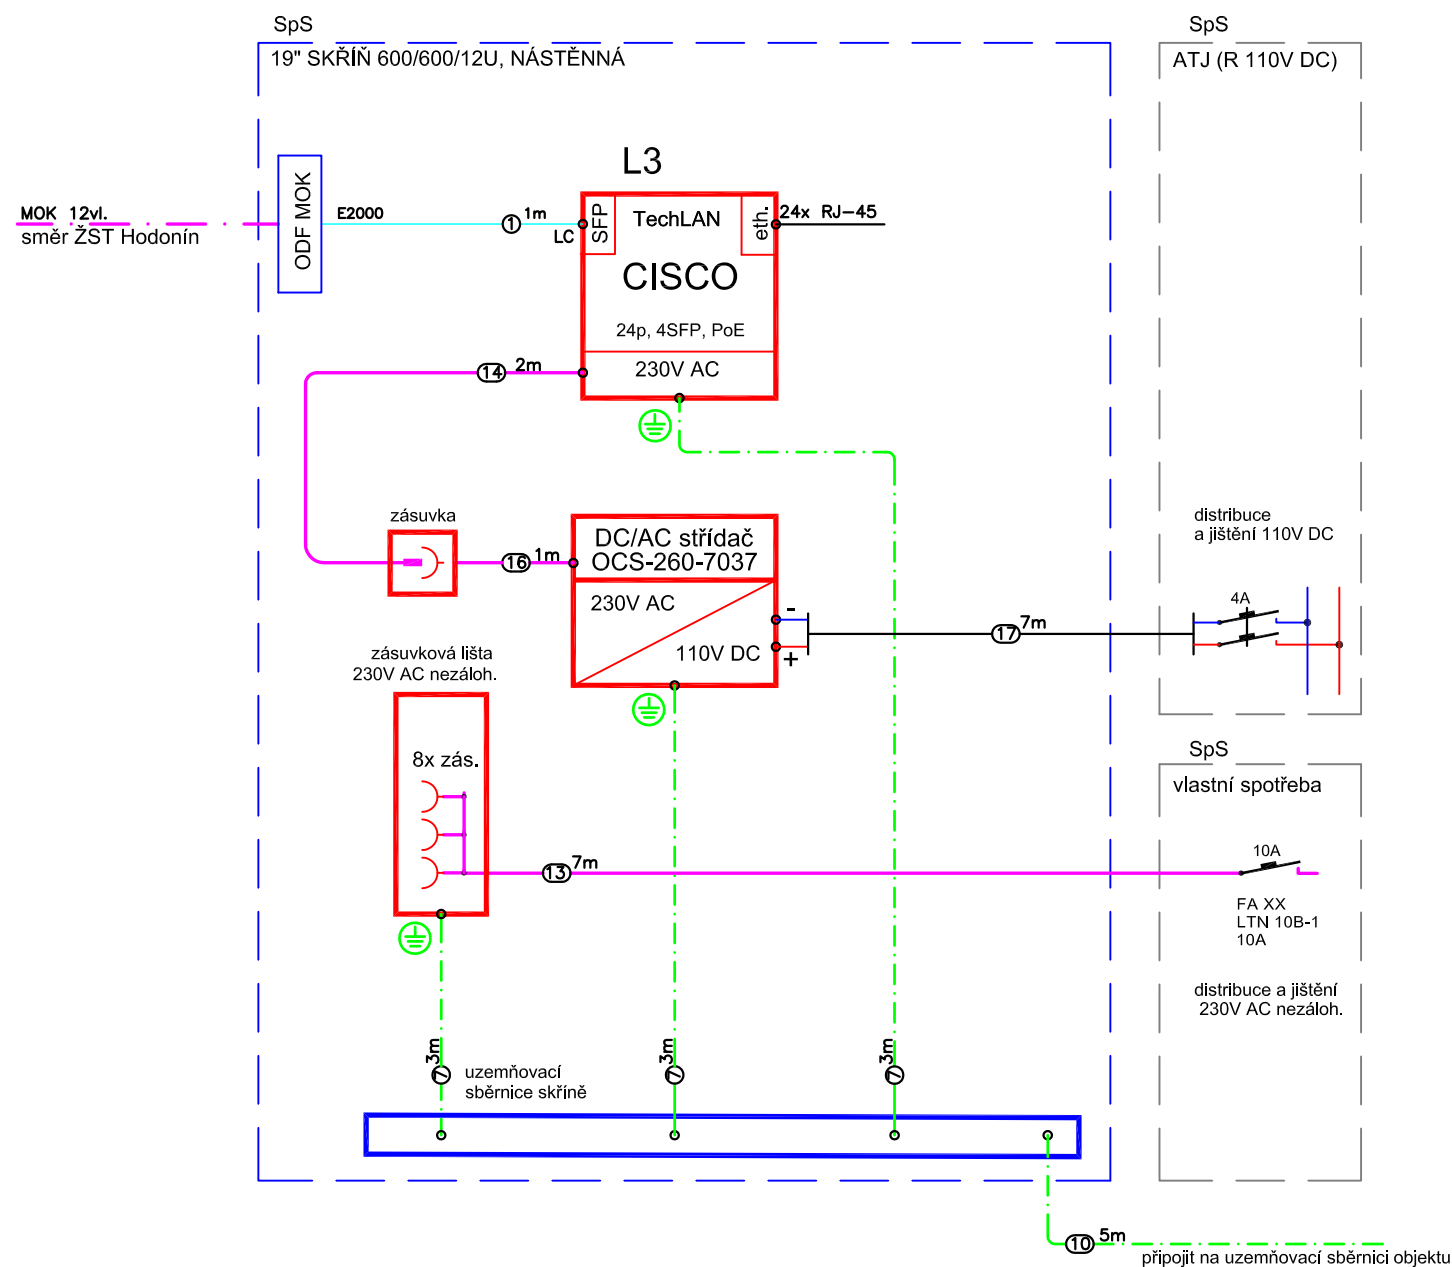 SpS
19" SKŘÍŇ 600/600/12U, NÁSTĚNNÁ
SpS
ATJ (R 110V DC)
L3
MOK 12vl.
směr ŽST Hodonín
ODF MOK
E2000
1
1m
LC
SFP
TechLAN
eth.
24x RJ-45
CISCO
24p, 4SFP, PoE
230V AC
14
2m
zásuvka
16
1m
DC/AC střídač
OCS-260-7037
230V AC
110V DC
-
+
17
7m
distribuce
a jištění 110V DC
4A
zásuvková lišta
230V AC nezáloh.
8x zás.
13
7m
SpS
vlastní spotřeba
10A
FA XX
LTN 10B-1
10A
distribuce a jištění
230V AC nezáloh.
7
3m
7
3m
7
3m
uzemňovací
sběrnice skříně
10
5m
připojit na uzemňovací sběrnici objektu